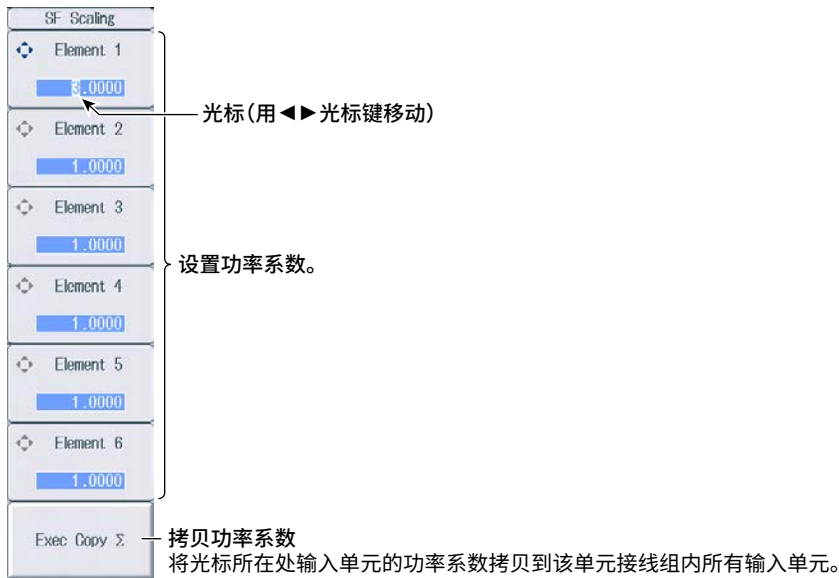 SF Scaling
Element 1
3.0000
光标(用◄►光标键移动)
Element 2
1.0000
Element 3
1.0000
设置功率系数。
Element 4
1.0000
Element 5
1.0000
Element 6
1.0000
Exec Copy Σ
拷贝功率系数
将光标所在处输入单元的功率系数拷贝到该单元接线组内所有输入单元。